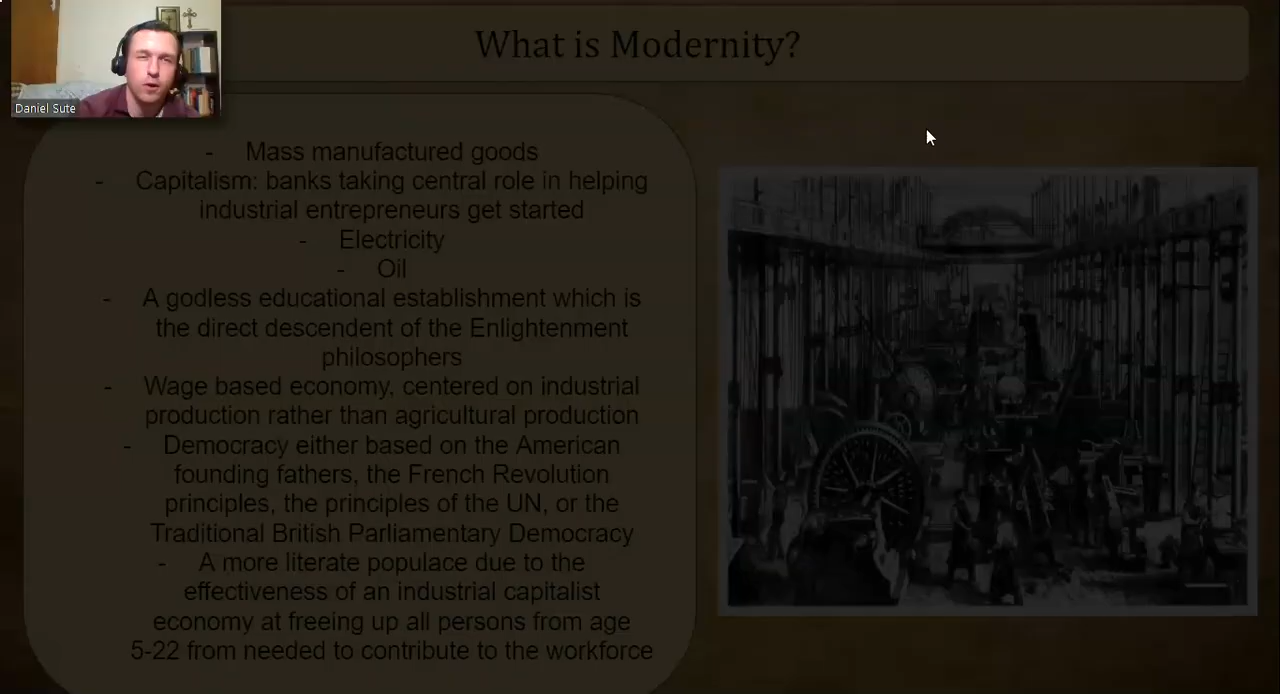 What is Modernity?
Daniel Sute
- Mass manufactured goods
- Capitalism: banks taking central role in helping
industrial entrepreneurs get started
- Electricity
- Oil
- A godless educational establishment which is
the direct descendent of the Enlightenment
philosophers
- Wage based economy, centered on industrial
production rather than agricultural production
- Democracy either based on the American
founding fathers, the French Revolution
principles, the principles of the UN, or the
Traditional British Parliamentary Democracy
- A more literate populace due to the
effectiveness of an industrial capitalist
economy at freeing up all persons from age
5-22 from needed to contribute to the workforce